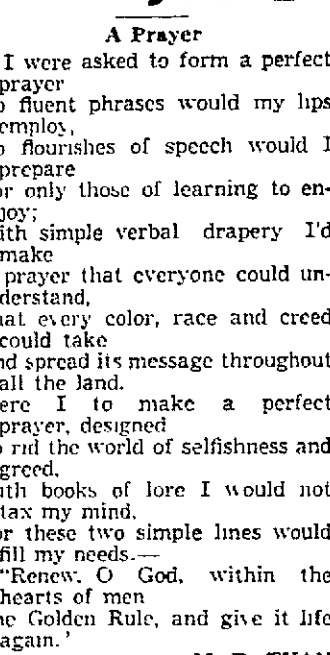 A Prayer
I were asked to form a perfect
prayer
o fluent phrases would my lips
employ,
o flourishes of speech would I
prepare
or only those of learning to en-
joy;
ith simple verbal drapery I'd
make
prayer that everyone could un-
derstand,
hat every color, race and creed
could take
nd spread its message throughout
all the land.
ere I to make a perfect
prayer, designed
o rid the world of selfishness and
greed,
ith books of lore I would not
tax my mind,
or these two simple lines would
fill my needs.—
"Renew, O God, within the
hearts of men
he Golden Rule, and give it life
again.'